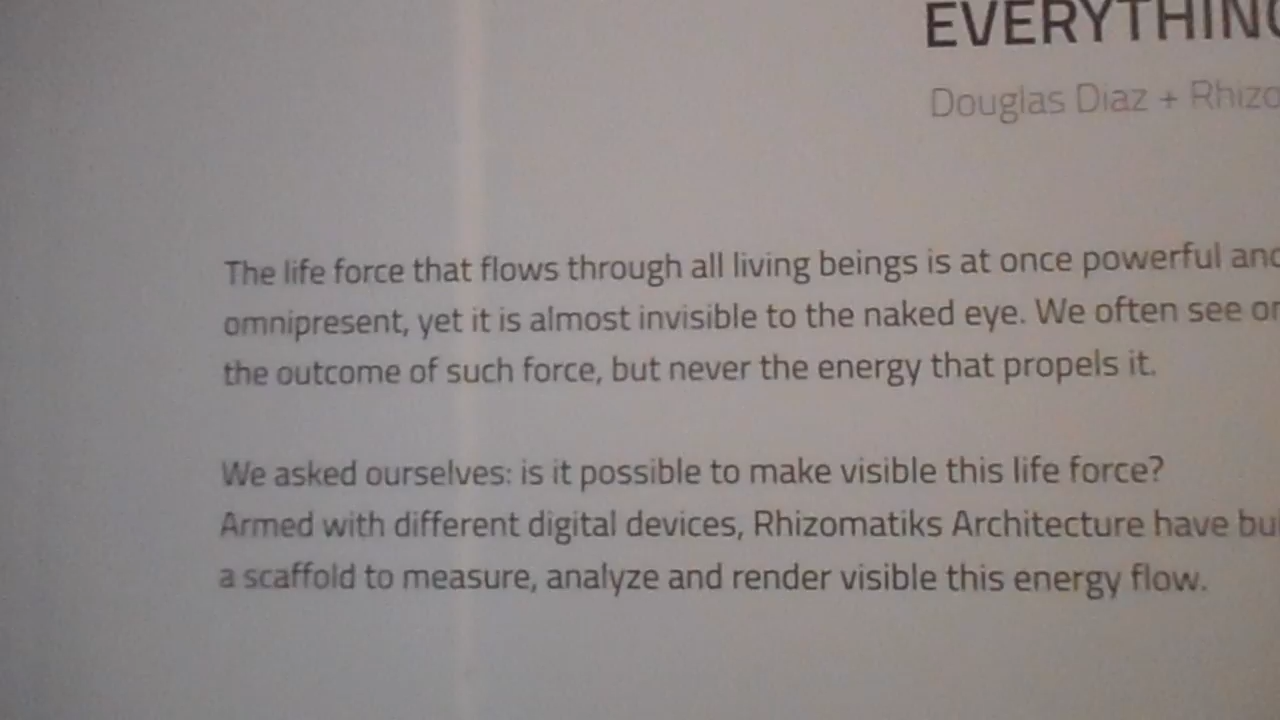 EVERYTHING
Douglas Diaz + Rhizo
The life force that flows through all living beings is at once powerful and
omnipresent, yet it is almost invisible to the naked eye. We often see
the outcome of such force, but never the energy that propels it.
We asked ourselves: is it possible to make visible this life force?
Armed with different digital devices, Rhizomatiks Architecture have
a scaffold to measure, analyze and render visible this energy flow.